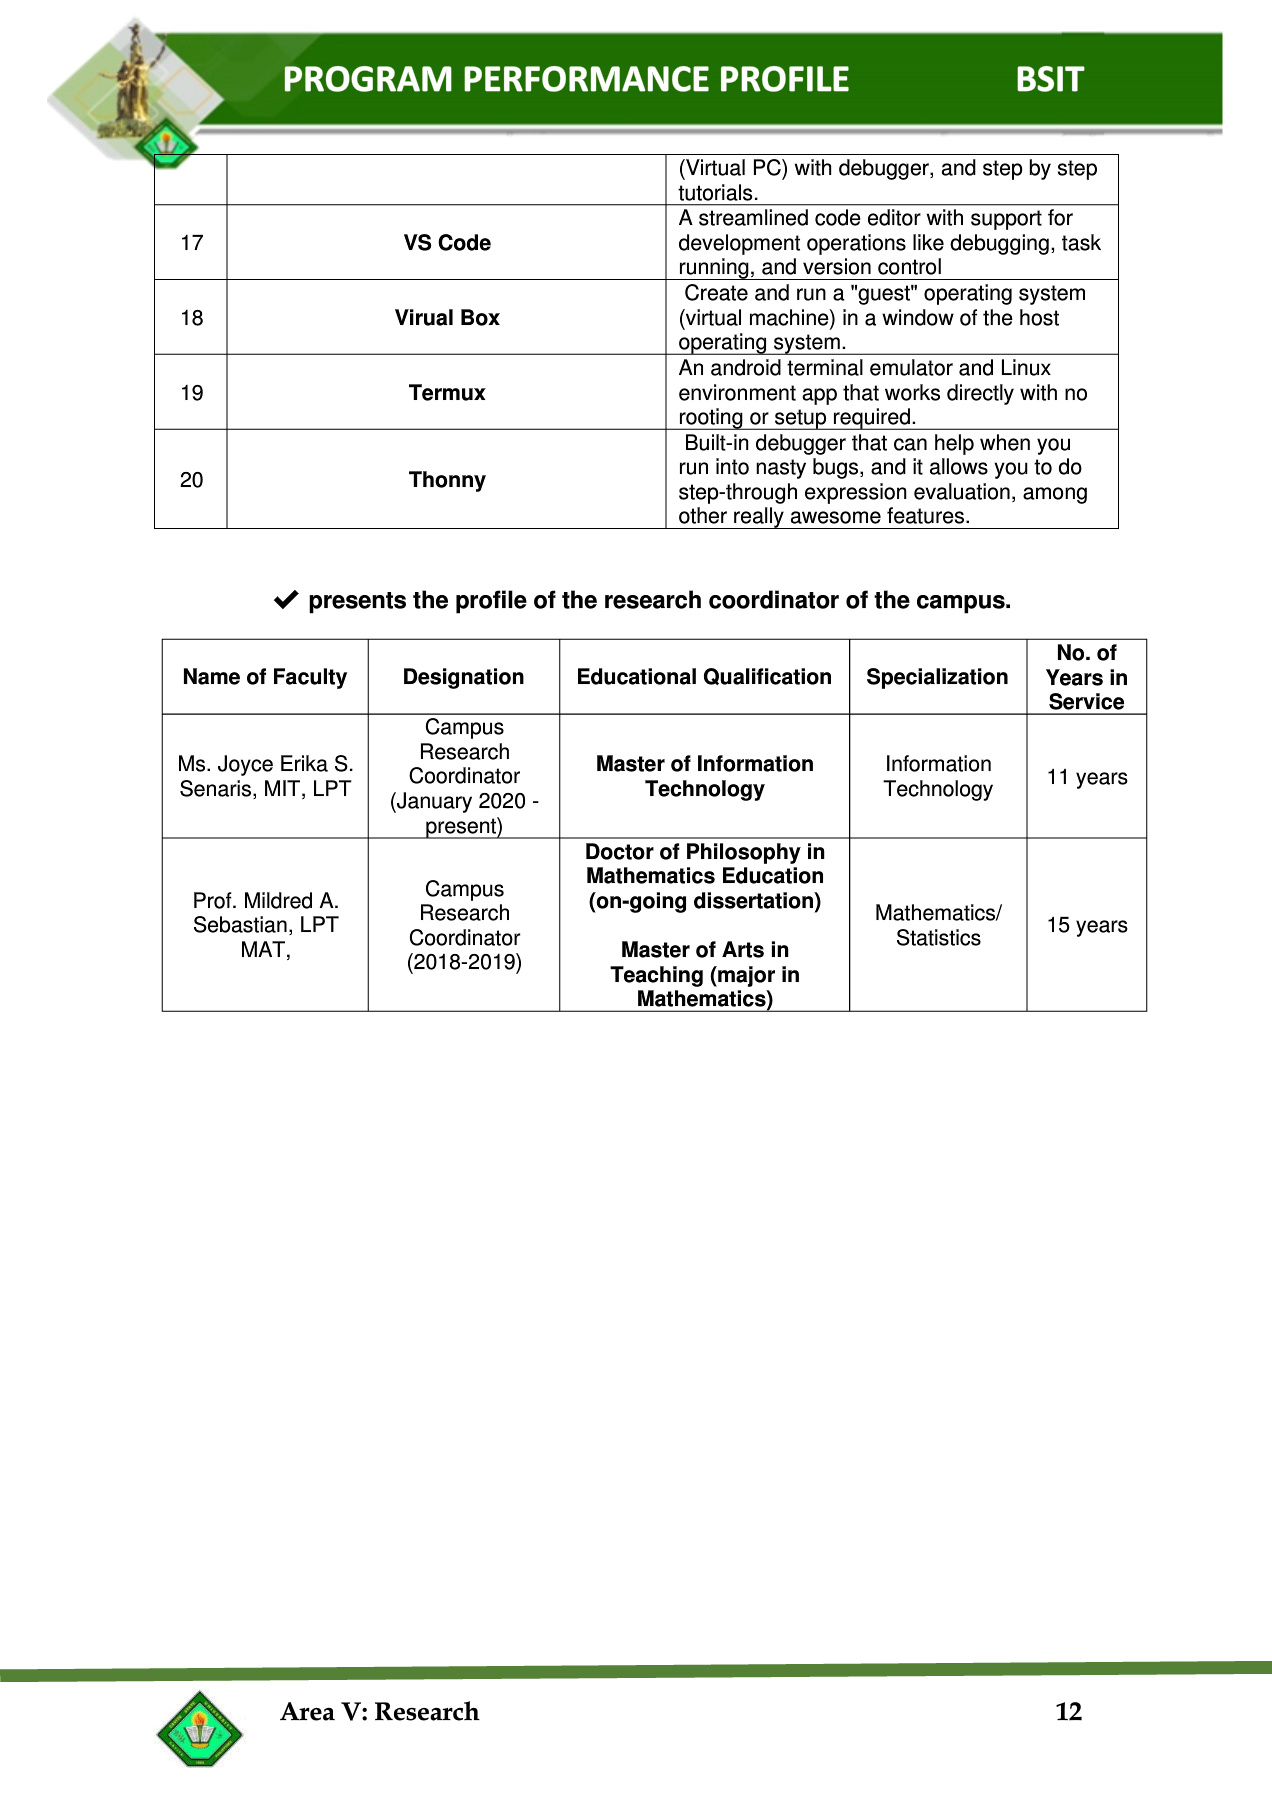 PROGRAM PERFORMANCE PROFILE BSIT
(Virtual PC) with debugger, and step by step
tutorials.
17
VS Code
A streamlined code editor with support for
development operations like debugging, task
running, and version control
18
Virual Box
Create and run a "guest" operating system
(virtual machine) in a window of the host
operating system.
19
Termux
An android terminal emulator and Linux
environment app that works directly with no
rooting or setup required.
20
Thonny
Built-in debugger that can help when you
run into nasty bugs, and it allows you to do
step-through expression evaluation, among
other really awesome features.
✓ presents the profile of the research coordinator of the campus.
Name of Faculty
Designation
Educational Qualification
Specialization
No. of
Years in
Service
Ms. Joyce Erika S.
Senaris, MIT, LPT
Campus
Research
Coordinator
(January 2020 -
present)
Master of Information
Technology
Information
Technology
11 years
Prof. Mildred A.
Sebastian, LPT
MAT,
Campus
Research
Coordinator
(2018-2019)
Doctor of Philosophy in
Mathematics Education
(on-going dissertation)
Master of Arts in
Teaching (major in
Mathematics)
Mathematics/
Statistics
15 years
Area V: Research 12